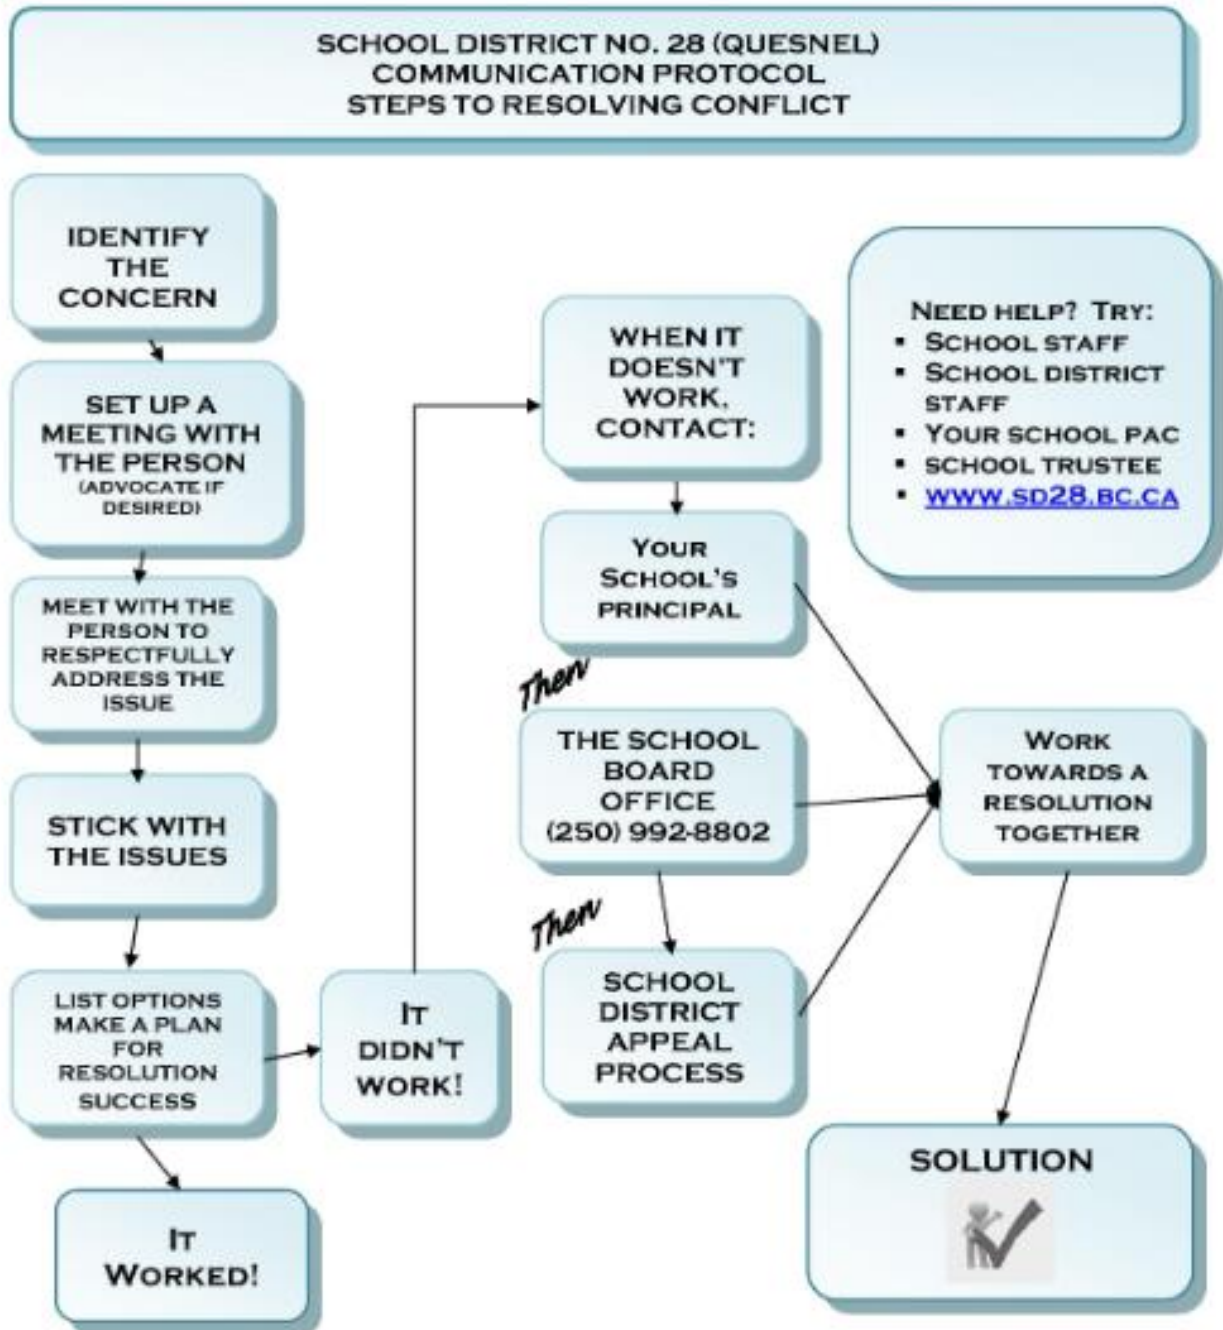 SCHOOL DISTRICT NO. 28 (QUESNEL)
COMMUNICATION PROTOCOL
STEPS TO RESOLVING CONFLICT
IDENTIFY
THE
CONCERN
SET UP A
MEETING WITH
THE PERSON
(ADVOCATE IF
DESIRED)
MEET WITH THE
PERSON TO
RESPECTFULLY
ADDRESS THE
ISSUE
STICK WITH
THE ISSUES
LIST OPTIONS
MAKE A PLAN
FOR
RESOLUTION
SUCCESS
IT
WORKED!
IT
DIDN'T
WORK!
WHEN IT
DOESN'T
WORK,
CONTACT:
YOUR
SCHOOL'S
PRINCIPAL
Then
THE SCHOOL
BOARD
OFFICE
(250) 992-8802
Then
SCHOOL
DISTRICT
APPEAL
PROCESS
NEED HELP? TRY:
▪ SCHOOL STAFF
▪ SCHOOL DISTRICT
STAFF
▪ YOUR SCHOOL PAC
▪ SCHOOL TRUSTEE
▪ WWW.SD28.BC.CA
WORK
TOWARDS A
RESOLUTION
TOGETHER
SOLUTION